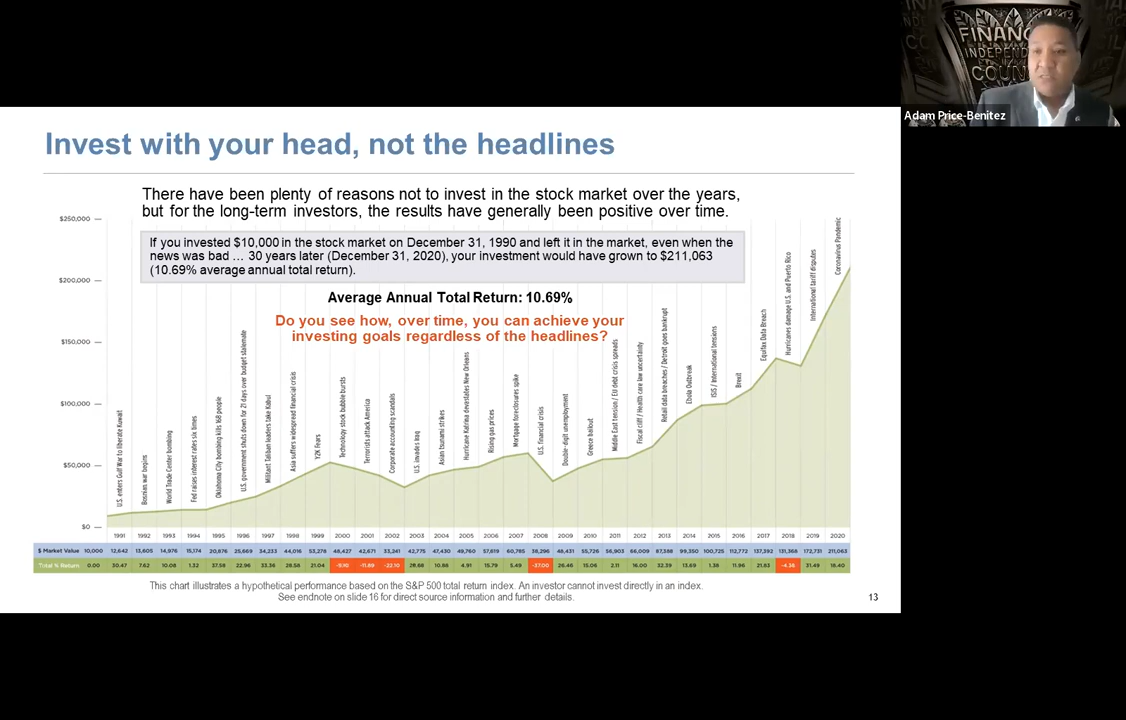 FINANC
INDEPEN
COUN
Adam Price-Benitez
Invest with your head, not the headlines
There have been plenty of reasons not to invest in the stock market over the years,
but for the long-term investors, the results have generally been positive over time.
$250,000
If you invested $10,000 in the stock market on December 31, 1990 and left it in the market, even when the
news was bad ... 30 years later (December 31, 2020), your investment would have grown to $211,063
(10.69% average annual total return).
$200,000
Average Annual Total Return: 10.69%
Do you see how, over time, you can achieve your
investing goals regardless of the headlines?
$150,000
$100,000
$50,000
$0
U.S. enters Gulf War to liberate Kuwait
Bosnian war begins
World Trade Center bombing
Fed raises interest rates six times
Oklahoma City bombing kills 168 people
U.S. government shuts down for 21 days over budget stalemate
Militant Taliban leaders take Kabul
Asia suffers widespread financial crisis
Y2K Fears
Technology stock bubble bursts
Terrorists attack America
Corporate accounting scandals
U.S. invades Iraq
Asian tsunami strikes
Hurricane Katrina devastates New Orleans
Rising gas prices
Mortgage foreclosures spike
U.S. financial crisis
Double-digit unemployment
Greece bailout
Middle East tension / EU debt crisis spreads
Fiscal cliff / Health care law uncertainty
Retail data breaches / Detroit goes bankrupt
Ebola Outbreak
ISIS / International tensions
Brexit
Equifax Data Breach
Hurricanes damage U.S. and Puerto Rico
International tariff disputes
Coronavirus Pandemic
1991 1992 1993 1994 1995 1996 1997 1998 1999 2000 2001 2002 2003 2004 2005 2006 2007 2008 2009 2010 2011 2012 2013 2014 2015 2016 2017 2018 2019 2020
$ Market Value 10,000 12,642 13,605 14,976 15,174 20,876 25,669 34,233 44,016 53,278 48,427 42,671 33,241 42,775 47,430 49,760 57,619 60,785 38,296 48,431 55,726 56,903 66,009 87,388 99,350 100,725 112,772 137,392 131,368 172,731 211,063
Total % Return 0.00 30.47 7.62 10.08 1.32 37.58 22.96 33.36 28.58 21.04 -9.10 -11.89 -22.10 28.68 10.88 4.91 15.79 5.49 -37.00 26.46 15.06 2.11 16.00 32.39 13.69 1.38 11.96 21.83 -4.38 31.49 18.40
This chart illustrates a hypothetical performance based on the S&P 500 total return index. An investor cannot invest directly in an index.
See endnote on slide 16 for direct source information and further details.
13